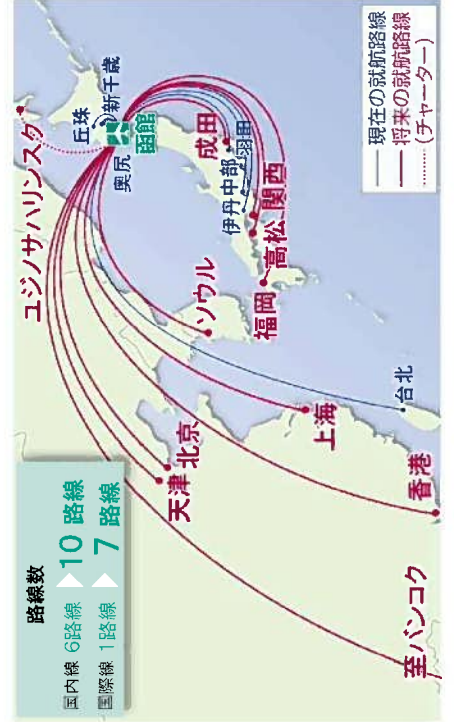 路線数
国内線 6路線 10 路線
国際線 1路線 7 路線
現在の就航路線
将来の就航路線
(チャーター)
ユジノサハリンスク
丘珠
新千歳
函館
奥尻
成田
羽田
中部
伊丹
関西
高松
福岡
ソウル
北京
天津
上海
台北
香港
至バンコク